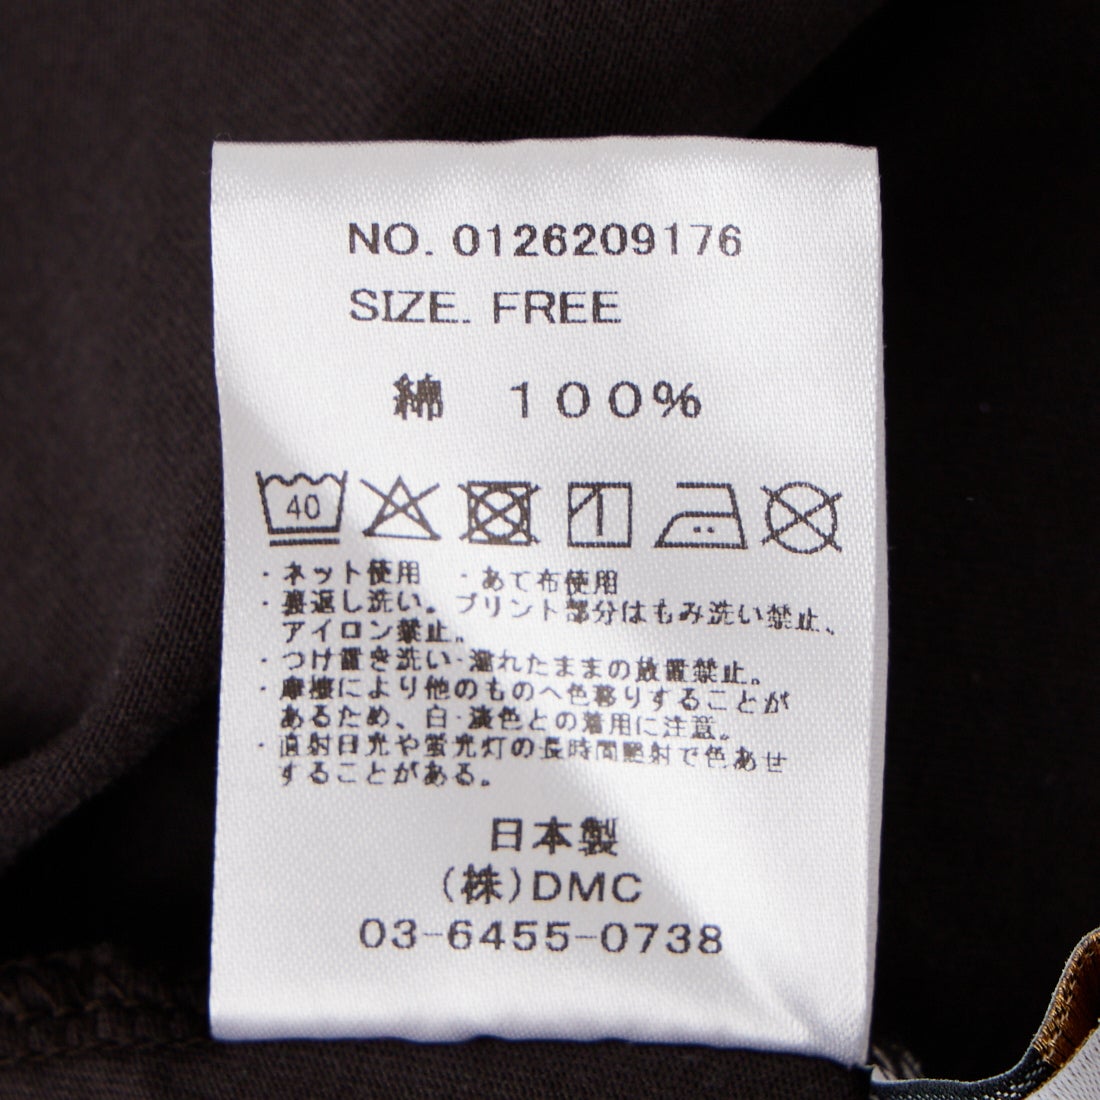 NO. 0126209176
SIZE. FREE
綿 100%
40
・ネット使用 ・あて布使用
・裏返し洗い。プリント部分はもみ洗い禁止、
アイロン禁止。
・つけ置き洗い・濡れたままの放置禁止。
・摩擦により他のものへ色移りすることが
あるため、白・淡色との着用に注意。
・直射日光や蛍光灯の長時間照射で色あせ
することがある。
日本製
(株)DMC
03-6455-0738